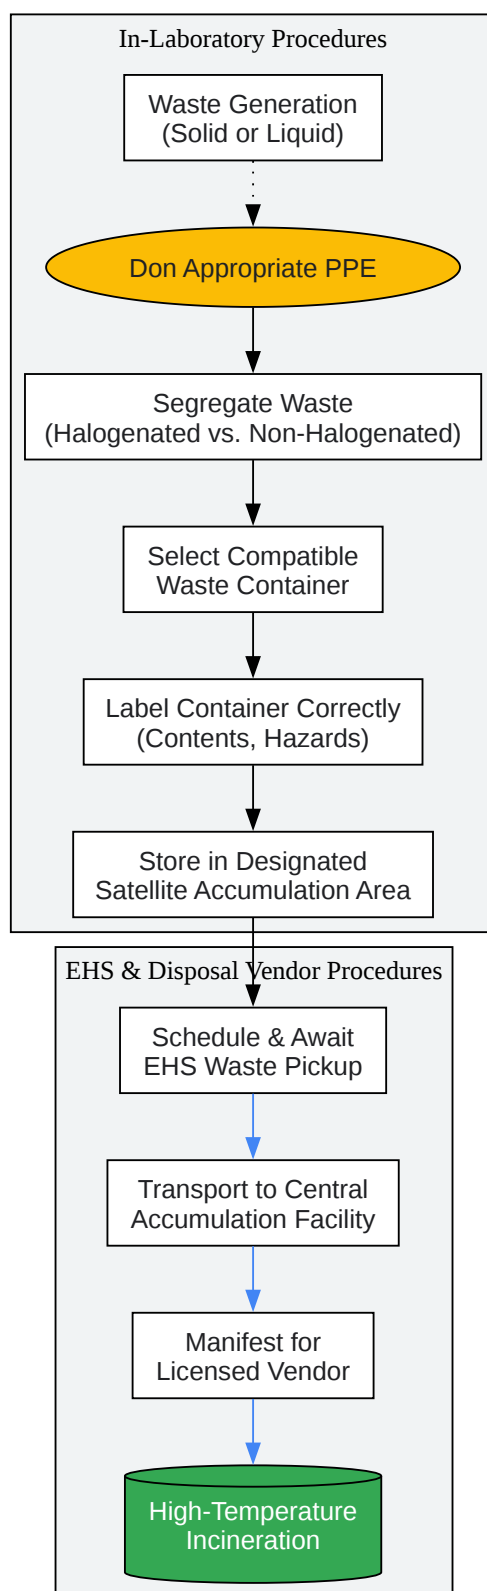 In-Laboratory Procedures
Waste Generation
(Solid or Liquid)
Don Appropriate PPE
Segregate Waste
(Halogenated vs. Non-Halogenated)
Select Compatible
Waste Container
Label Container Correctly
(Contents, Hazards)
Store in Designated
Satellite Accumulation Area
EHS & Disposal Vendor Procedures
Schedule & Await
EHS Waste Pickup
Transport to Central
Accumulation Facility
Manifest for
Licensed Vendor
High-Temperature
Incineration